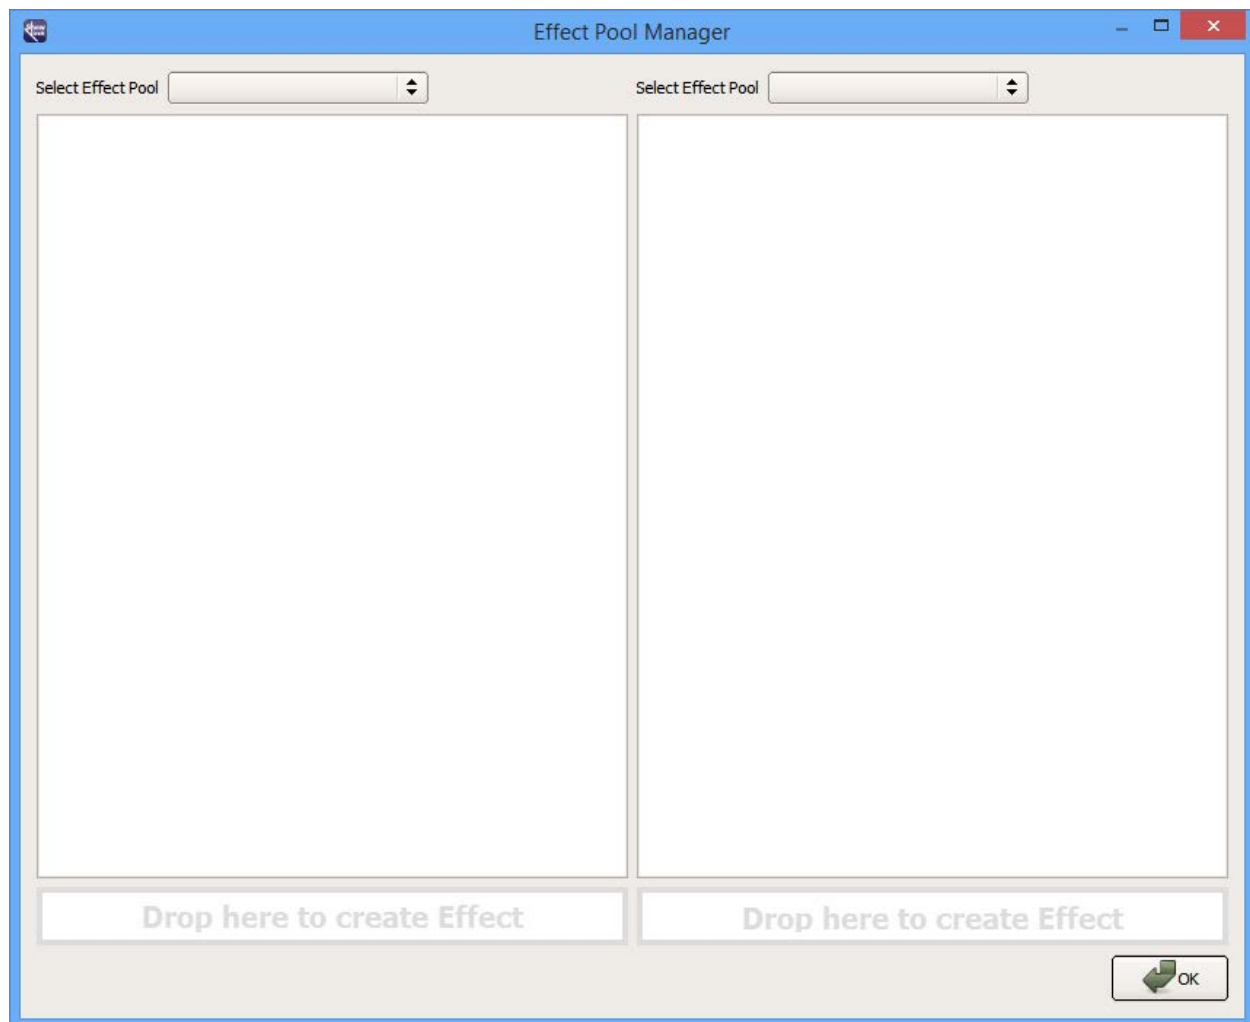 Effect Pool Manager
Select Effect Pool
Select Effect Pool
Drop here to create Effect
Drop here to create Effect
OK